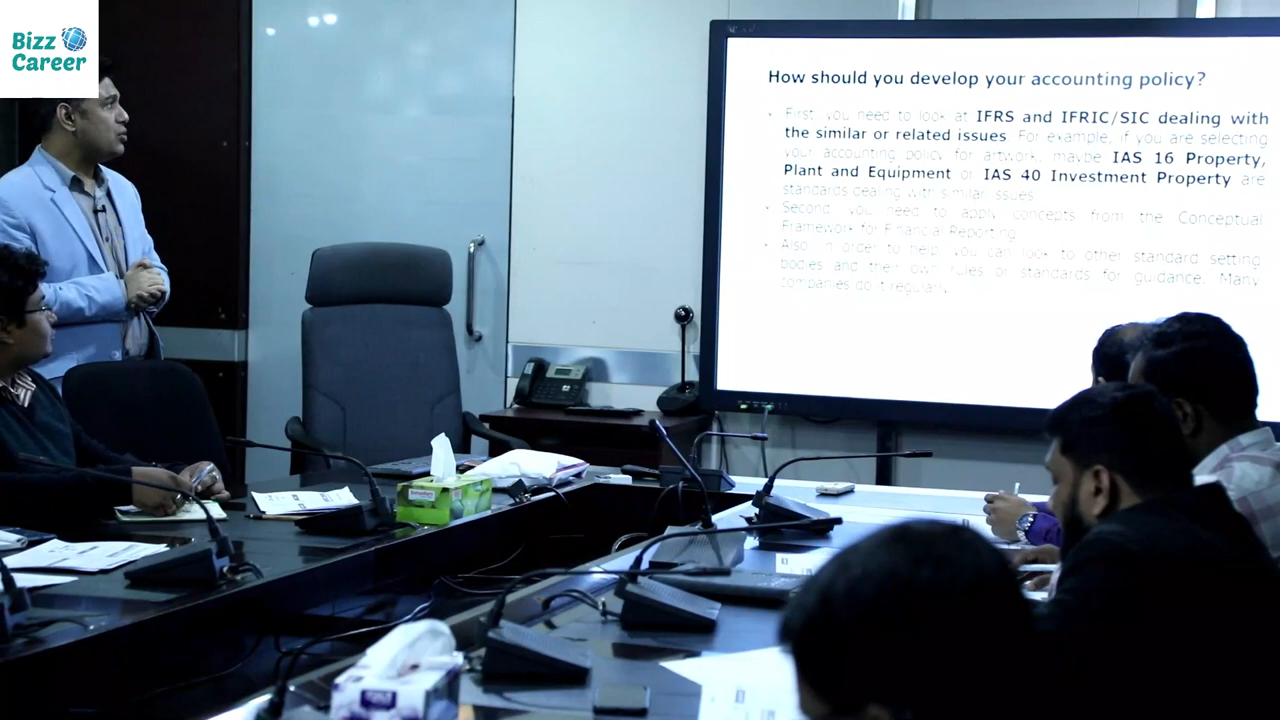 Bizz
Career
How should you develop your accounting policy?
First, you need to look at IFRS and IFRIC/SIC dealing with
the similar or related issues. For example, if you are selecting
your accounting policy for artwork, maybe IAS 16 Property,
Plant and Equipment or IAS 40 Investment Property are
standards dealing with similar issues.
Second, you need to apply concepts from the Conceptual
Framework for Financial Reporting.
Also, in order to help, you can look to other standard setting
bodies and their own rules or standards for guidance. Many
companies do it regularly.